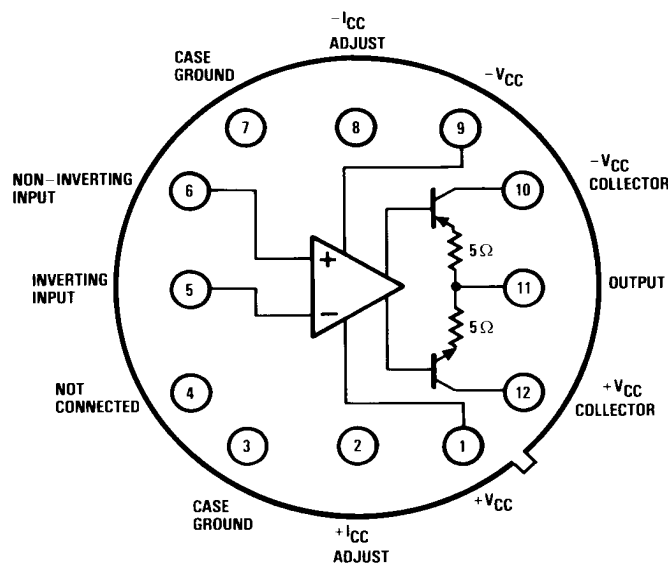 −ICC
ADJUST
CASE
GROUND
−VCC
7
8
9
NON–INVERTING
INPUT
6
10
−VCC
COLLECTOR
+
5Ω
INVERTING
INPUT
5
11
OUTPUT
−
5Ω
NOT
CONNECTED
4
12
+VCC
COLLECTOR
3
2
1
CASE
GROUND
+VCC
+ICC
ADJUST